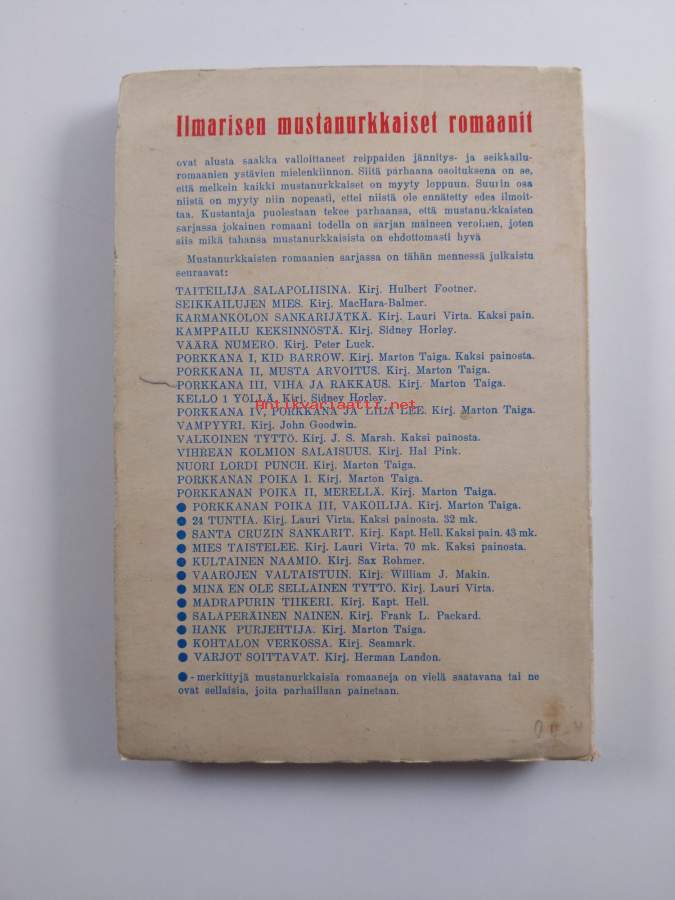 Ilmarisen mustanurkkaiset romaanit
ovat alusta saakka valloittaneet reippaiden jännitys- ja seikkailu-
romaanien ystävien mielenkiinnon. Siitä parhaana osoituksena on se,
että melkein kaikki mustanurkkaiset on myyty loppuun. Suurin osa
niistä on myyty niin nopeasti, ettei niistä ole ennätetty edes ilmoit-
taa. Kustantaja puolestaan tekee parhaansa, että mustanurkkaisten
sarjassa jokainen romaani todella on sarjan maineen veroinen, joten
siis mikä tahansa mustanurkkaisista on ehdottomasti hyvä
Mustanurkkaisten romaanien sarjassa on tähän mennessä julkaistu
seuraavat:
TAITEILIJA SALAPOLIISINA. Kirj. Hulbert Footner.
SEIKKAILUJEN MIES. Kirj. MacHara-Balmer.
KARMANKOLON SANKARIJÄTKÄ. Kirj. Lauri Virta. Kaksi pain.
KAMPPAILU KEKSINNÖSTÄ. Kirj. Sidney Horley.
VÄÄRÄ NUMERO. Kirj. Peter Luck.
PORKKANA I, KID BARROW. Kirj. Marton Taiga. Kaksi painosta.
PORKKANA II, MUSTA ARVOITUS. Kirj. Marton Taiga.
PORKKANA III, VIHA JA RAKKAUS. Kirj. Marton Taiga.
KELLO 1 YÖLLÄ. Kirj. Sidney Horley.
Antikvariaatti.net
PORKKANA IV, PORKKANA JA LILA LEE. Kirj. Marton Taiga.
VAMPYYRI. Kirj. John Goodwin.
VALKOINEN TYTTÖ. Kirj. J. S. Marsh. Kaksi painosta.
VIHREÄN KOLMION SALAISUUS. Kirj. Hal Pink.
NUORI LORDI PUNCH. Kirj. Marton Taiga.
PORKKANAN POIKA I. Kirj. Marton Taiga.
PORKKANAN POIKA II, MERELLÄ. Kirj. Marton Taiga.
● PORKKANAN POIKA III, VAKOILIJA. Kirj. Marton Taiga.
● 24 TUNTIA. Kirj. Lauri Virta. Kaksi painosta. 32 mk.
● SANTA CRUZIN SANKARIT. Kirj. Kapt. Hell. Kaksi pain. 43 mk.
● MIES TAISTELEE. Kirj. Lauri Virta. 70 mk. Kaksi painosta.
● KULTAINEN NAAMIO. Kirj. Sax Rohmer.
● VAAROJEN VALTAISTUIN. Kirj. William J. Makin.
● MINÄ EN OLE SELLAINEN TYTTÖ. Kirj. Lauri Virta.
● MADRAPURIN TIIKERI. Kirj. Kapt. Hell.
● SALAPERÄINEN NAINEN. Kirj. Frank L. Packard.
● HANK PURJEHTIJA. Kirj. Marton Taiga.
● KOHTALON VERKOSSA. Kirj. Seamark.
● VARJOT SOITTAVAT. Kirj. Herman Landon.
● -merkittyjä mustanurkkaisia romaaneja on vielä saatavana tai ne
ovat sellaisia, joita parhaillaan painetaan.